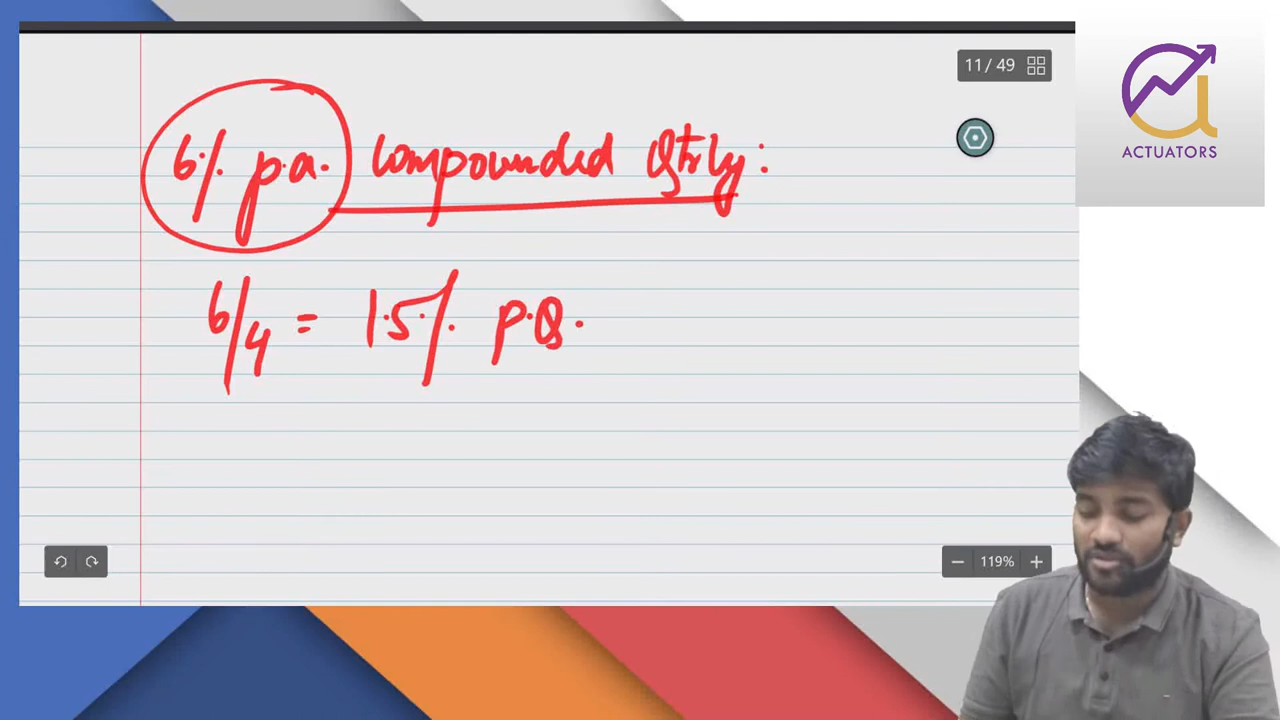 11 / 49
ACTUATORS
6% p.a. compounded Qtrly:
6/4 = 1.5% p.Q.
119%